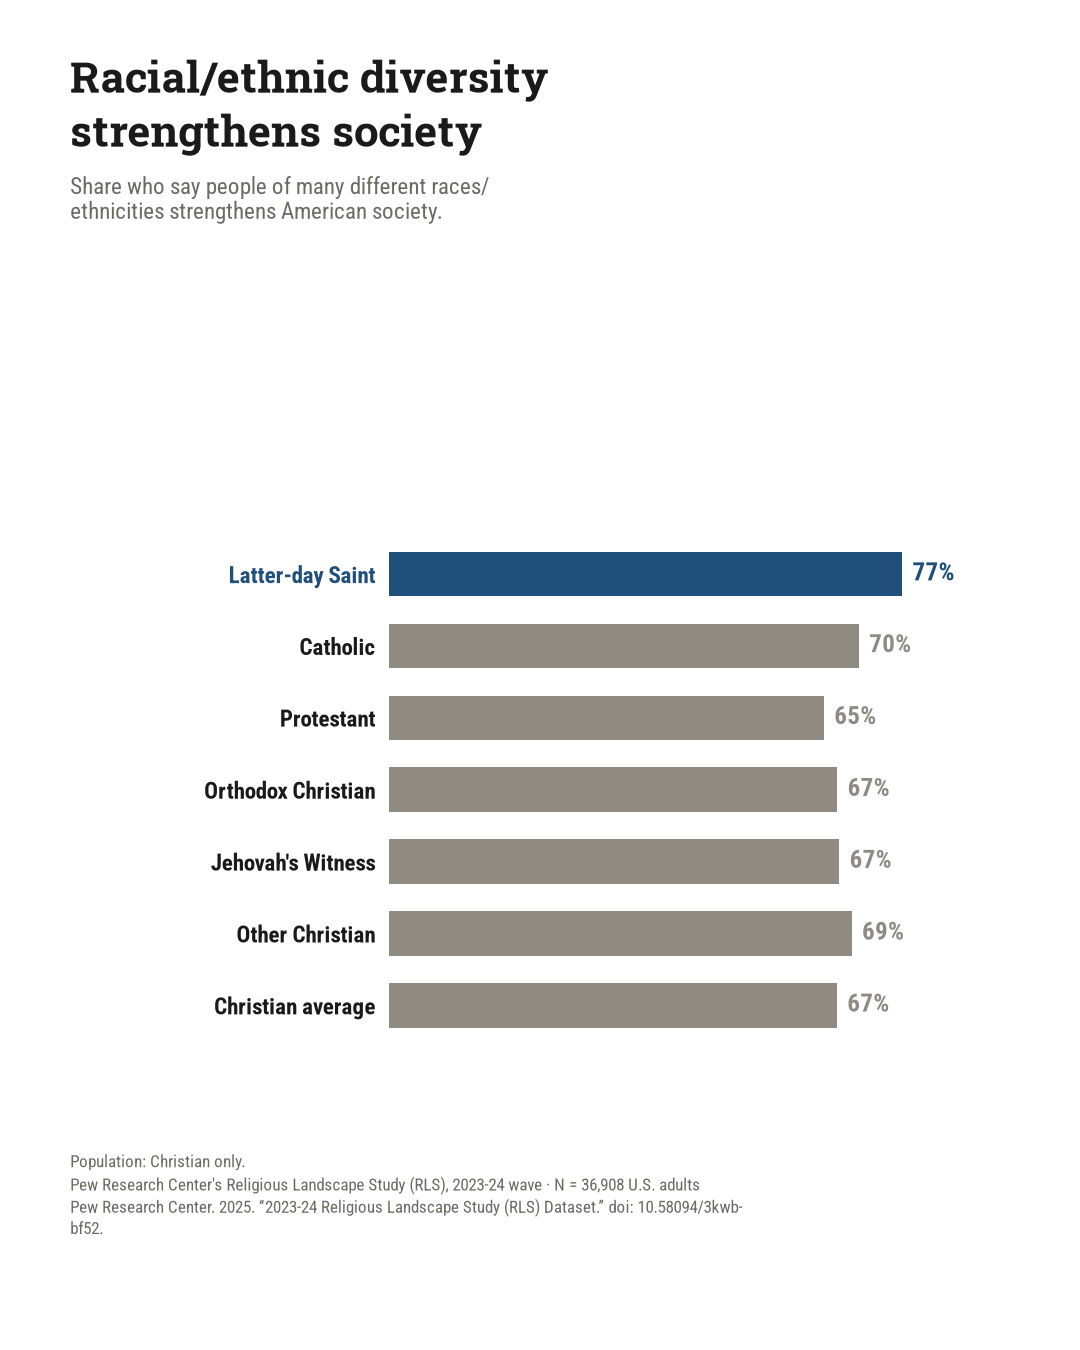 Racial/ethnic diversity
strengthens society
Share who say people of many different races/
ethnicities strengthens American society.
Latter-day Saint 77%
Catholic 70%
Protestant 65%
Orthodox Christian 67%
Jehovah's Witness 67%
Other Christian 69%
Christian average 67%
Population: Christian only.
Pew Research Center's Religious Landscape Study (RLS), 2023-24 wave · N = 36,908 U.S. adults
Pew Research Center. 2025. “2023-24 Religious Landscape Study (RLS) Dataset.” doi: 10.58094/3kwb-
bf52.